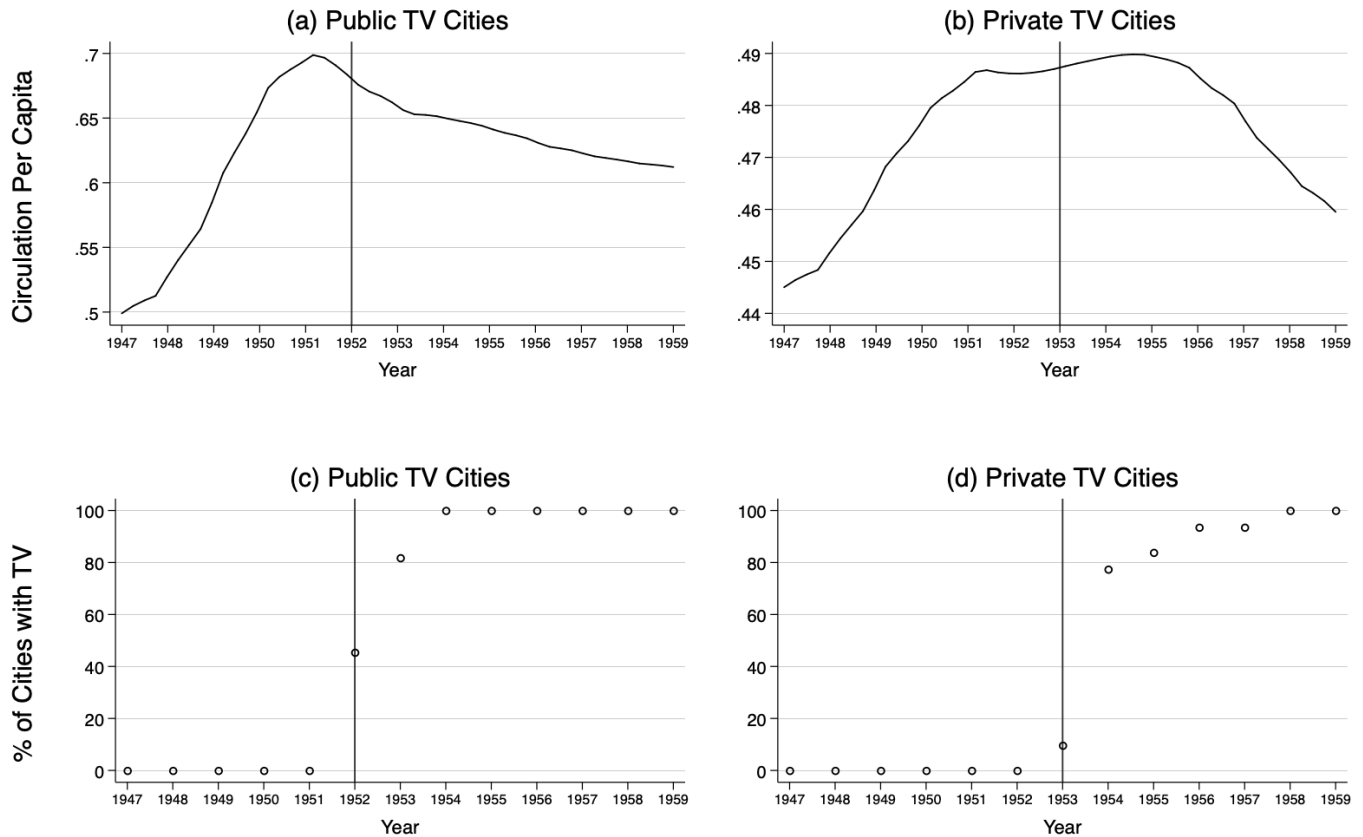 (a) Public TV Cities
Circulation Per Capita
.7
.65
.6
.55
.5
1947 1948 1949 1950 1951 1952 1953 1954 1955 1956 1957 1958 1959
Year
(b) Private TV Cities
.49
.48
.47
.46
.45
.44
1947 1948 1949 1950 1951 1952 1953 1954 1955 1956 1957 1958 1959
Year
(c) Public TV Cities
% of Cities with TV
100
80
60
40
20
0
1947 1948 1949 1950 1951 1952 1953 1954 1955 1956 1957 1958 1959
Year
(d) Private TV Cities
100
80
60
40
20
0
1947 1948 1949 1950 1951 1952 1953 1954 1955 1956 1957 1958 1959
Year